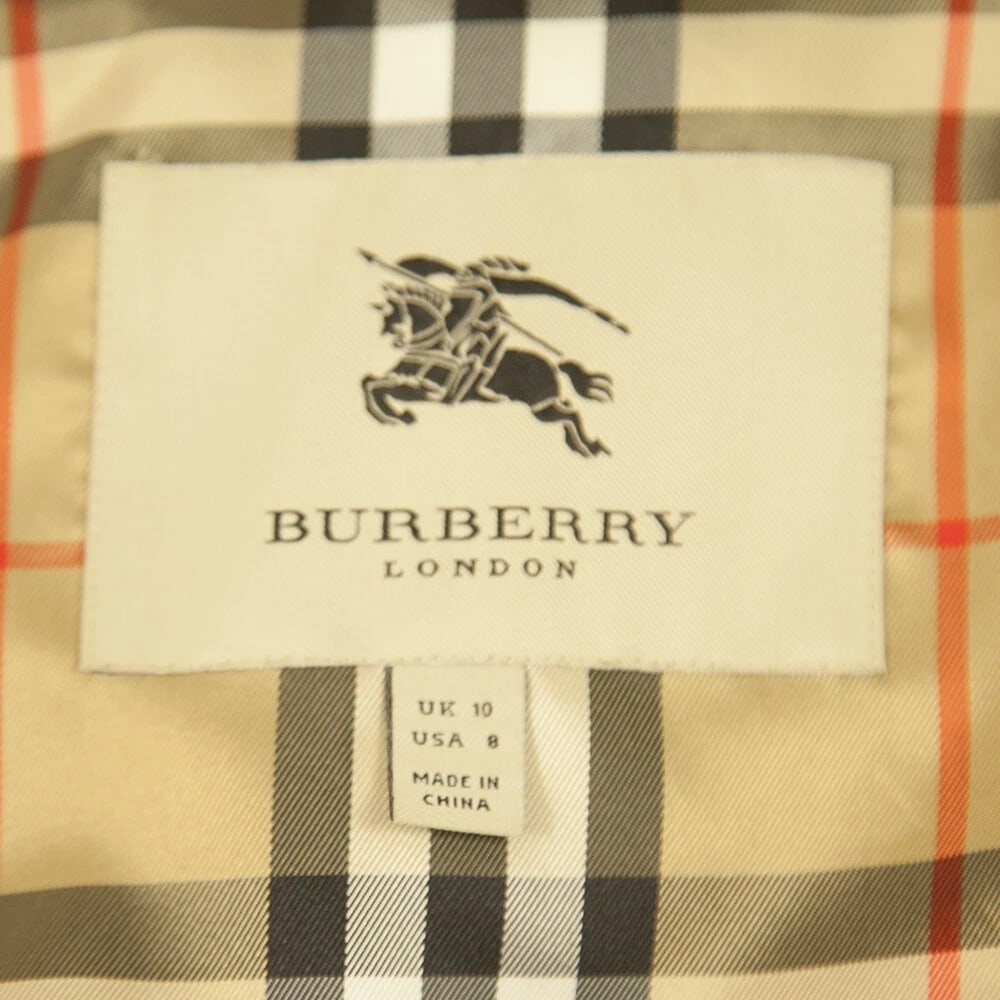 BURBERRY
LONDON
UK 10
USA 8
MADE IN
CHINA